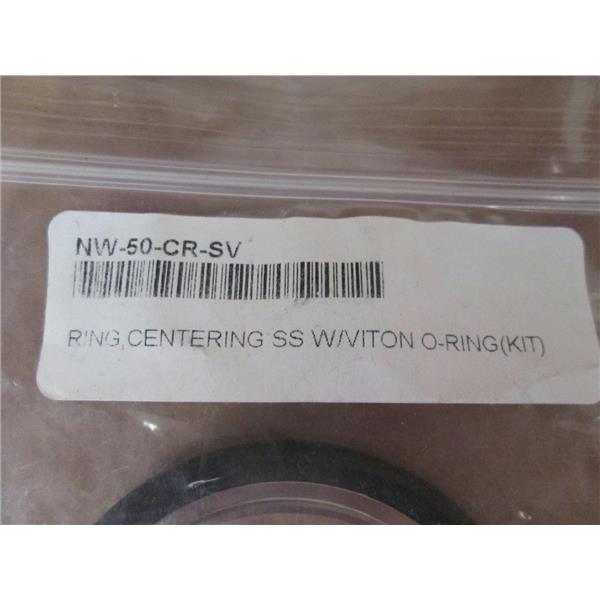 NW-50-CR-SV
RING,CENTERING SS W/VITON O-RING(KIT)